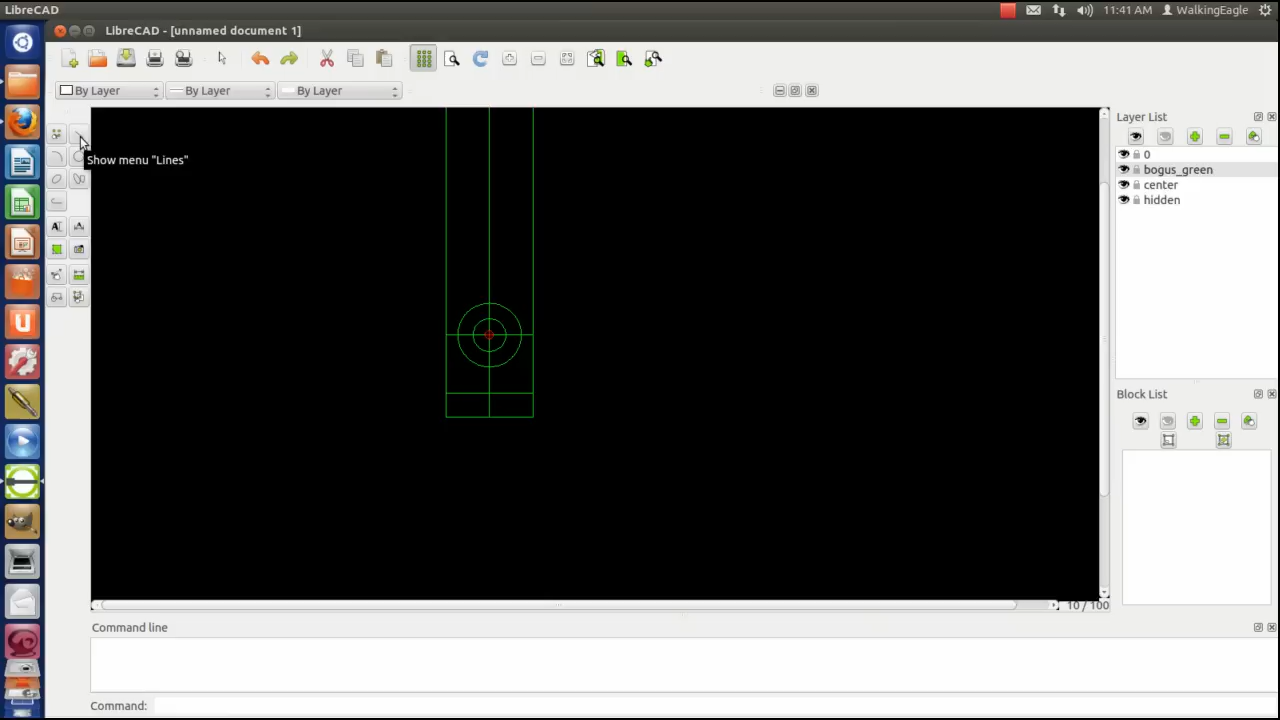 LibreCAD
11:41 AM
WalkingEagle
LibreCAD - [unnamed document 1]
By Layer
By Layer
By Layer
Show menu "Lines"
Layer List
0
bogus_green
center
hidden
Block List
10 / 100
Command line
Command: